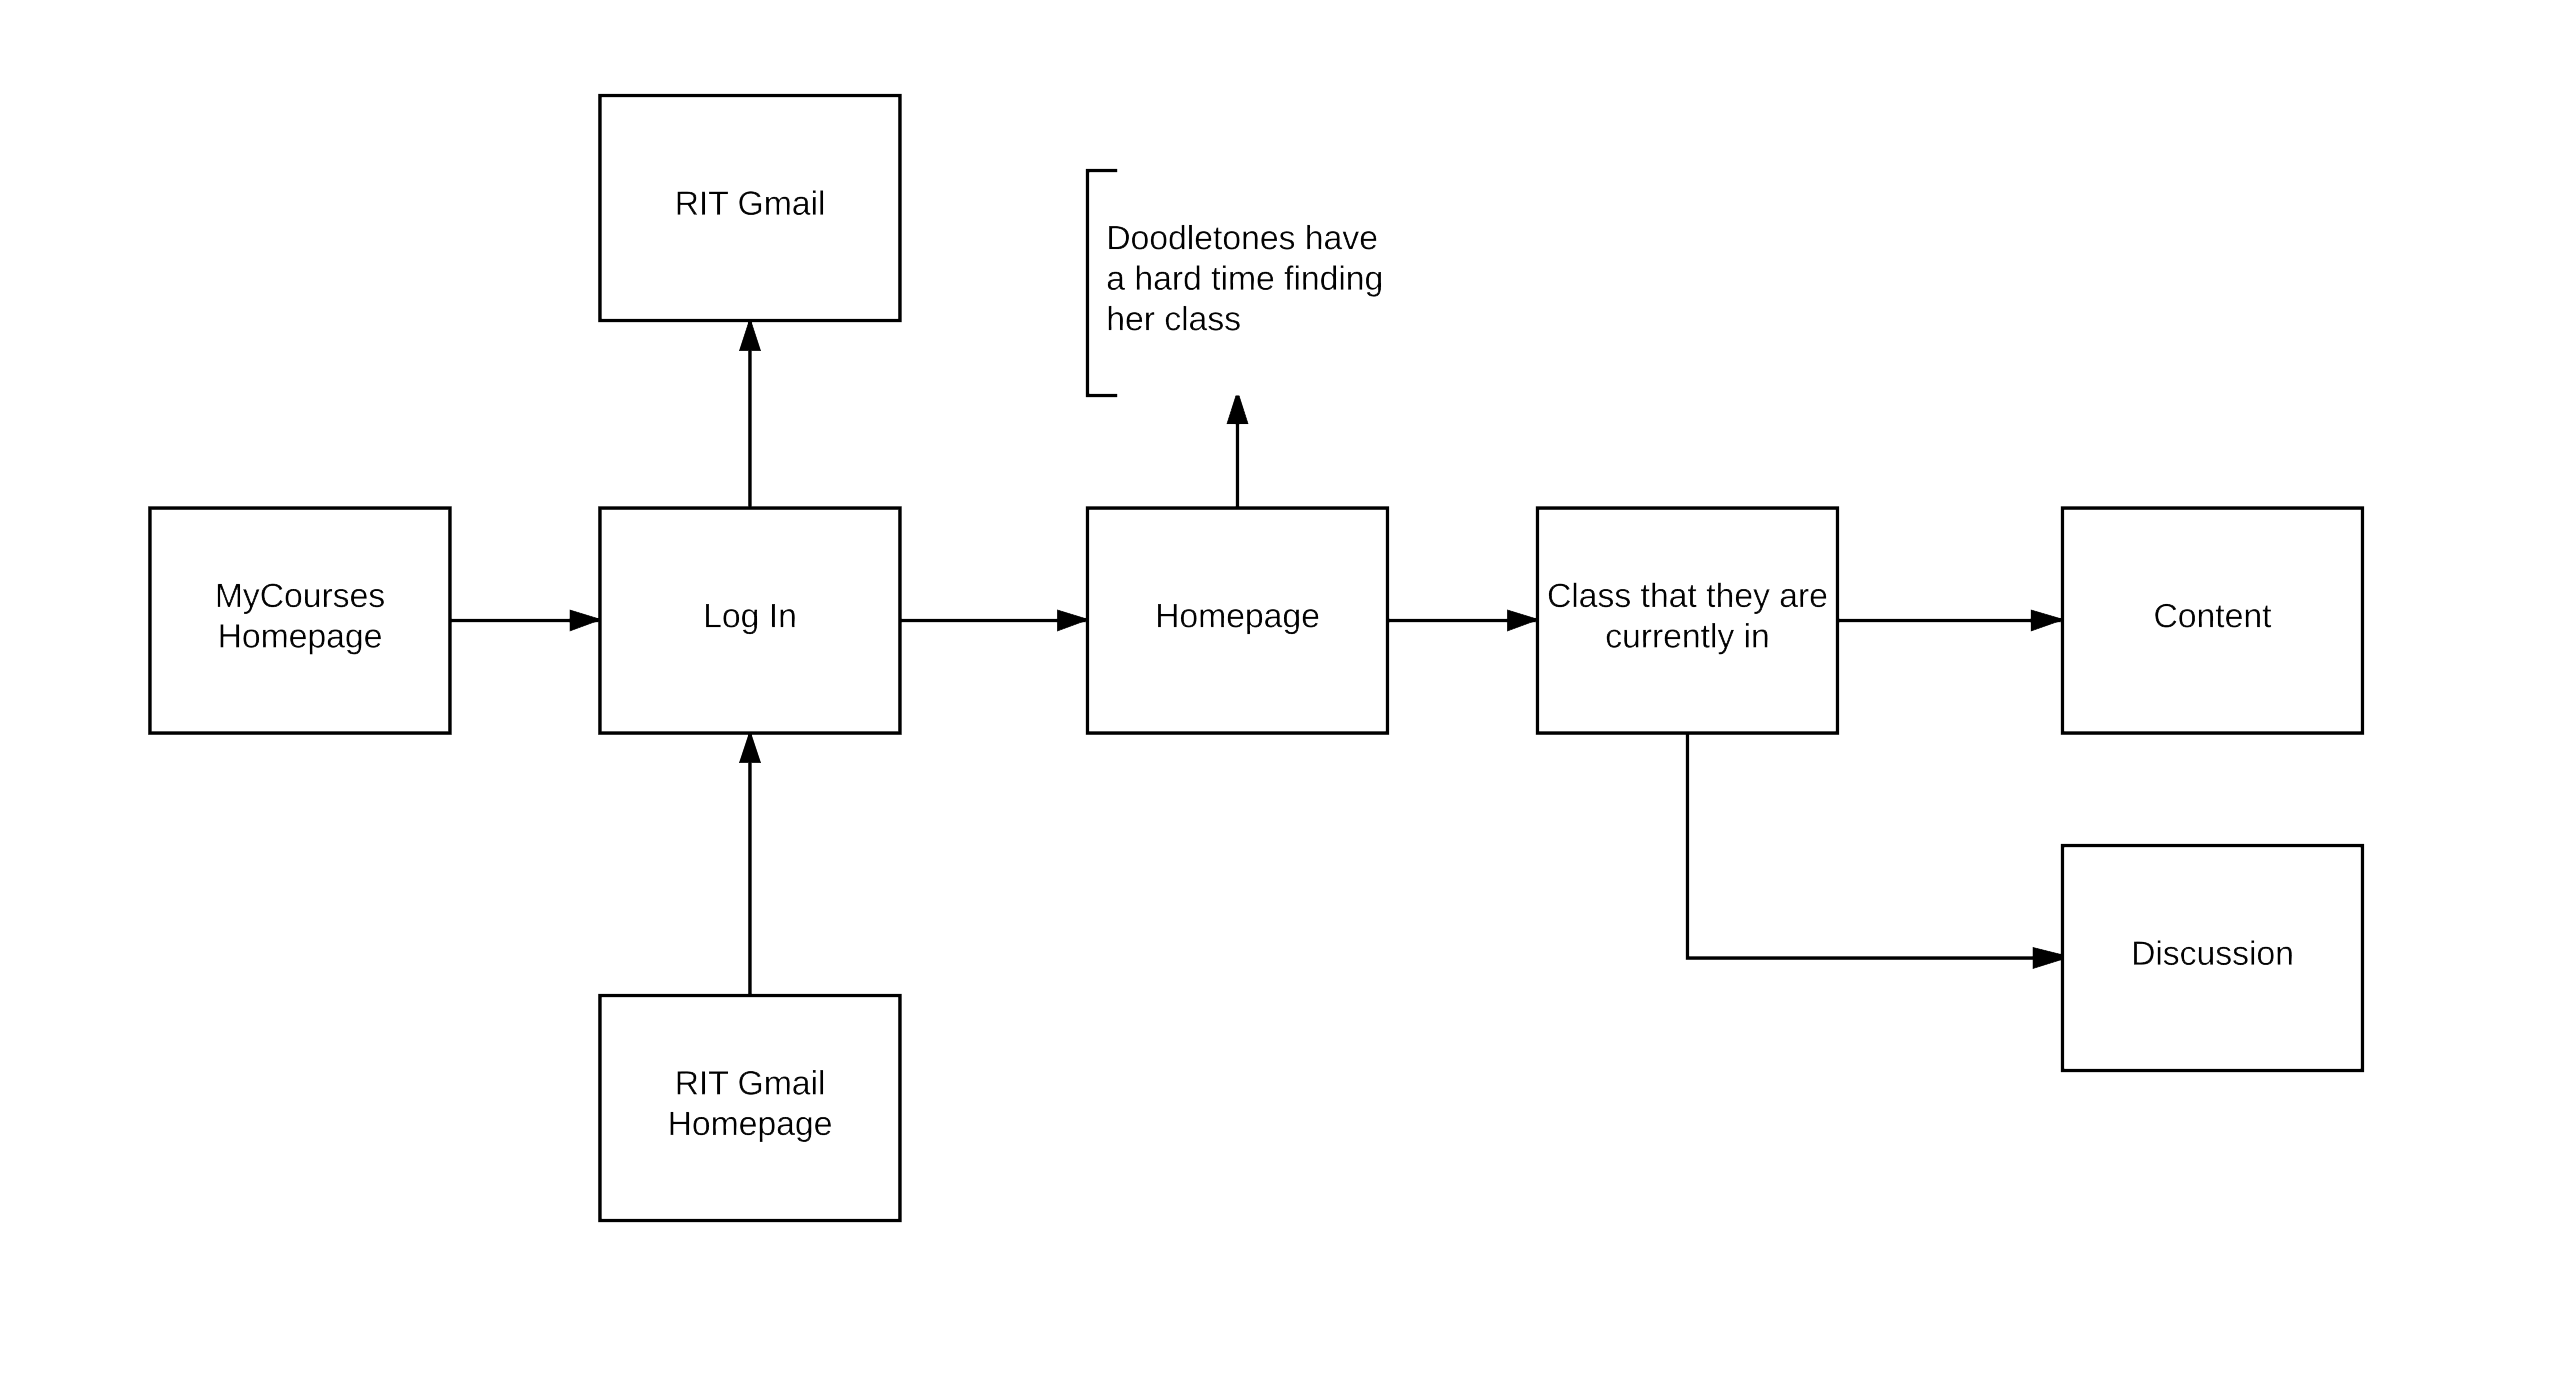 RIT Gmail
Doodletones have
a hard time finding
her class
MyCourses
Homepage
Log In
Homepage
Class that they are
currently in
Content
Discussion
RIT Gmail
Homepage